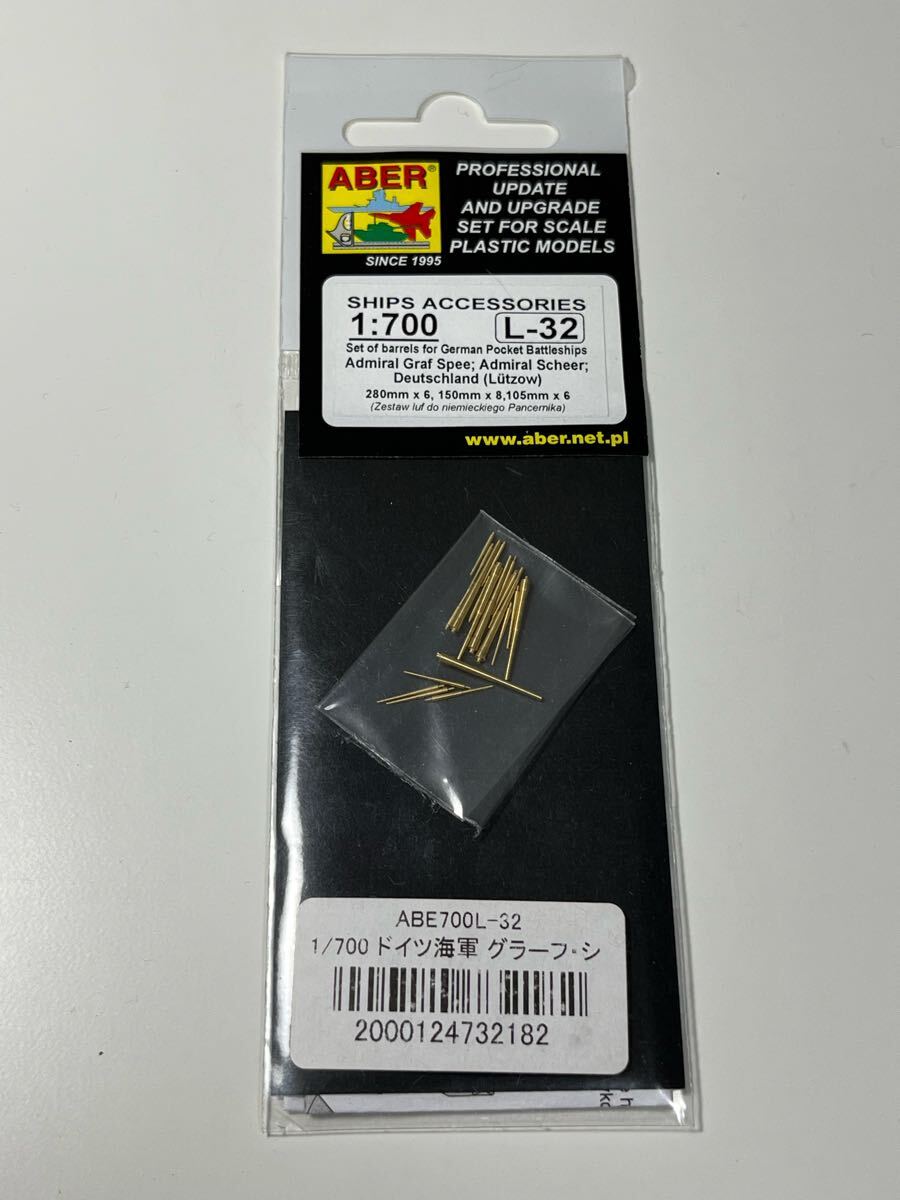 ABER®
SINCE 1995
PROFESSIONAL
UPDATE
AND UPGRADE
SET FOR SCALE
PLASTIC MODELS
SHIPS ACCESSORIES
1:700 L-32
Set of barrels for German Pocket Battleships
Admiral Graf Spee; Admiral Scheer;
Deutschland (Lützow)
280mm x 6, 150mm x 8,105mm x 6
(Zestaw luf do niemieckiego Pancernika)
www.aber.net.pl
ABE700L-32
1/700 ドイツ海軍 グラーフ・シ
2000124732182